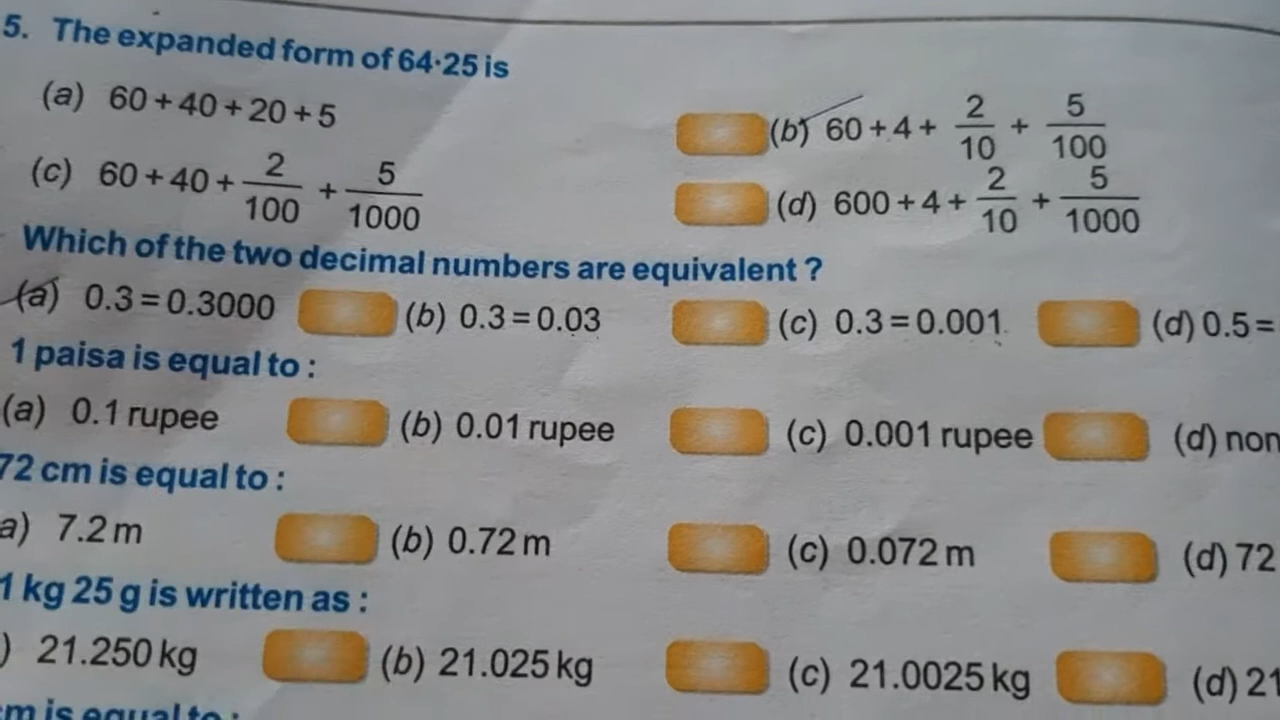 5. The expanded form of 64·25 is
(a) 60 + 40 + 20 + 5
(b) 60 + 4 + 2/10 + 5/100
(c) 60 + 40 + 2/100 + 5/1000
(d) 600 + 4 + 2/10 + 5/1000
Which of the two decimal numbers are equivalent ?
(a) 0.3 = 0.3000 (b) 0.3 = 0.03 (c) 0.3 = 0.001 (d) 0.5 =
1 paisa is equal to :
(a) 0.1 rupee (b) 0.01 rupee (c) 0.001 rupee (d) non
72 cm is equal to :
a) 7.2 m (b) 0.72 m (c) 0.072 m (d) 72
1 kg 25 g is written as :
) 21.250 kg (b) 21.025 kg (c) 21.0025 kg (d) 21
m is equal to :